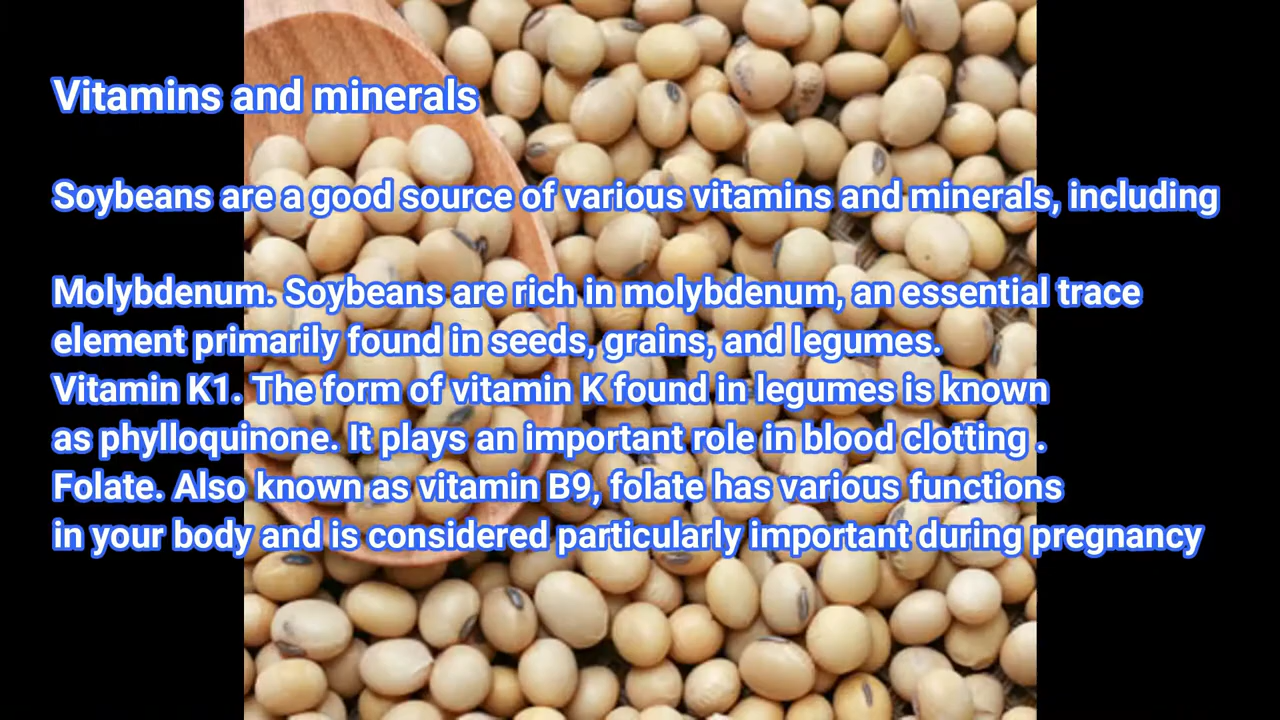 Vitamins and minerals
Soybeans are a good source of various vitamins and minerals, including
Molybdenum. Soybeans are rich in molybdenum, an essential trace
element primarily found in seeds, grains, and legumes.
Vitamin K1. The form of vitamin K found in legumes is known
as phylloquinone. It plays an important role in blood clotting .
Folate. Also known as vitamin B9, folate has various functions
in your body and is considered particularly important during pregnancy